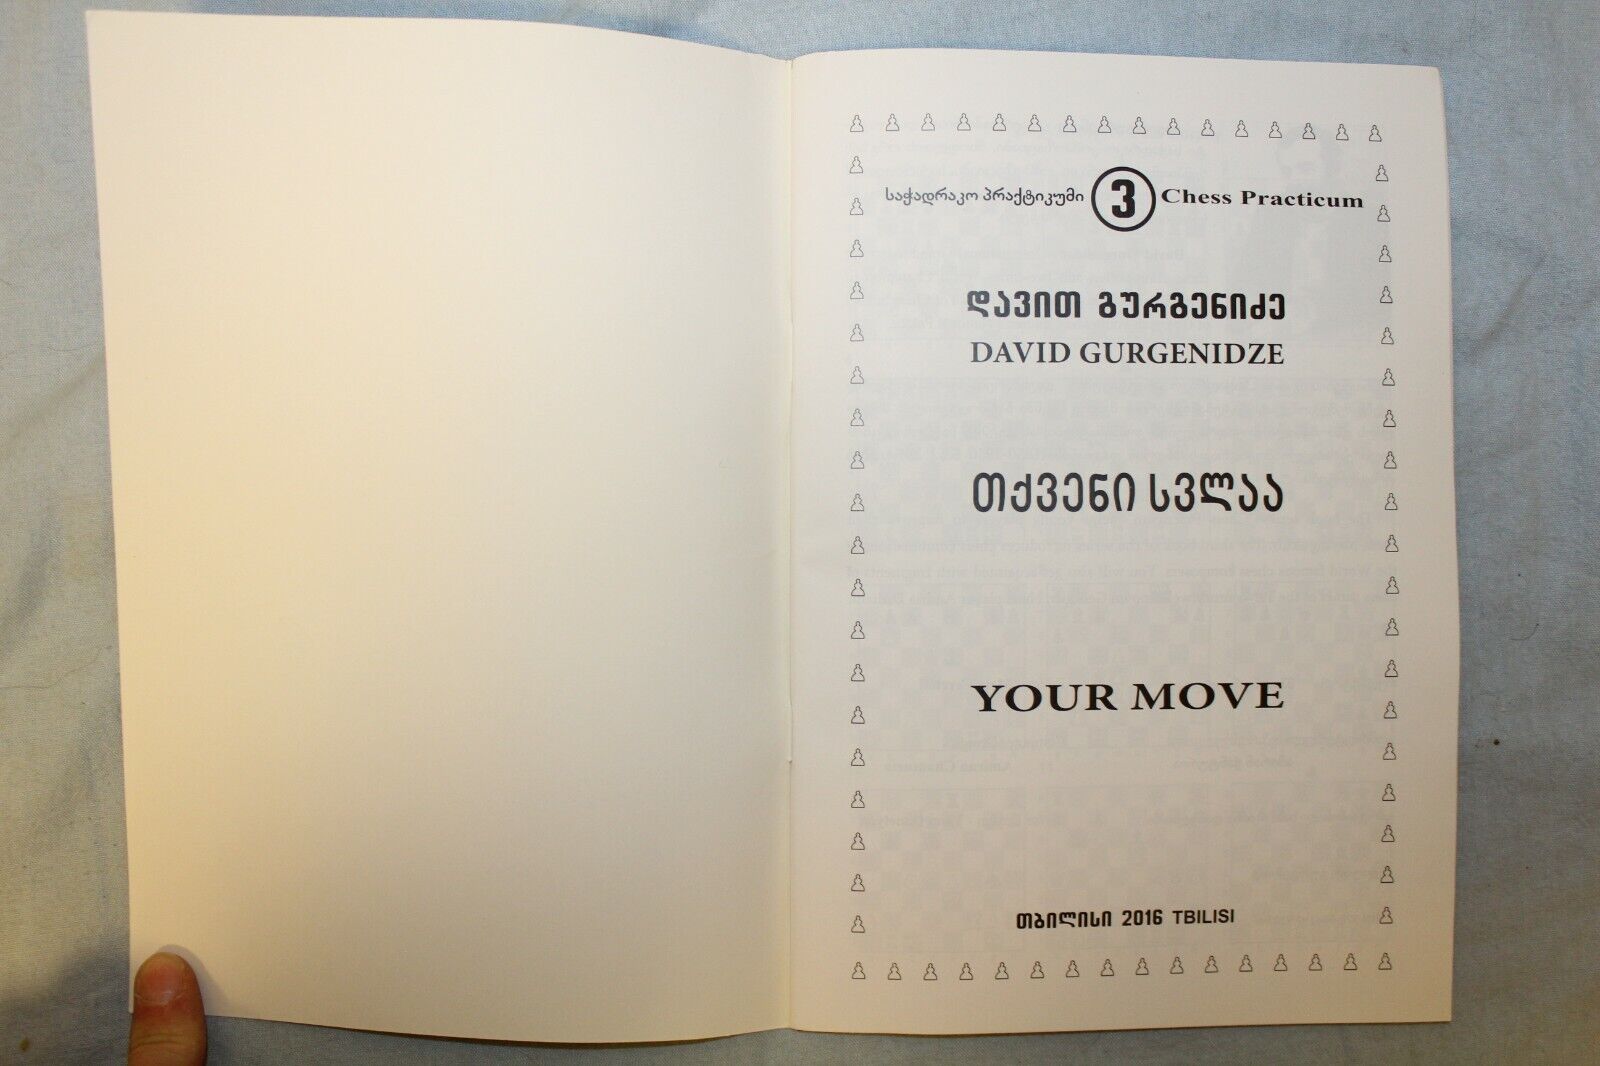 საჭადრაკო პრაქტიკუმი 3 Chess Practicum
დავით გურგენიძე
DAVID GURGENIDZE
თქვენი სვლაა
YOUR MOVE
თბილისი 2016 TBILISI